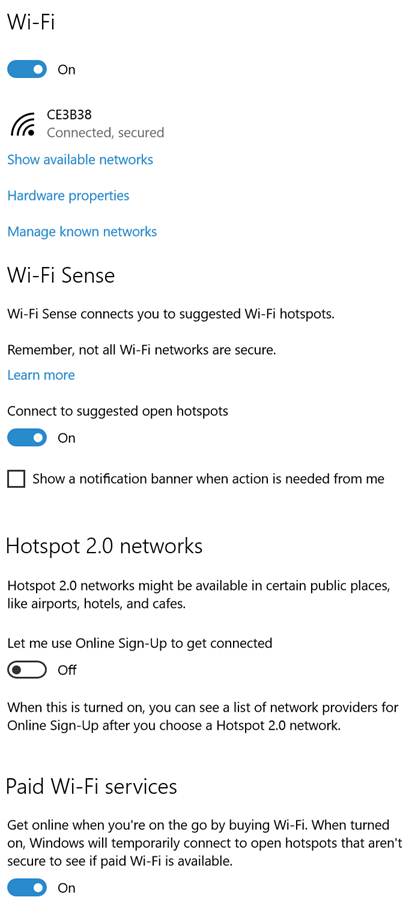 Wi-Fi
On
CE3B38
Connected, secured
Show available networks
Hardware properties
Manage known networks
Wi-Fi Sense
Wi-Fi Sense connects you to suggested Wi-Fi hotspots.
Remember, not all Wi-Fi networks are secure.
Learn more
Connect to suggested open hotspots
On
Show a notification banner when action is needed from me
Hotspot 2.0 networks
Hotspot 2.0 networks might be available in certain public places,
like airports, hotels, and cafes.
Let me use Online Sign-Up to get connected
Off
When this is turned on, you can see a list of network providers for
Online Sign-Up after you choose a Hotspot 2.0 network.
Paid Wi-Fi services
Get online when you're on the go by buying Wi-Fi. When turned
on, Windows will temporarily connect to open hotspots that aren't
secure to see if paid Wi-Fi is available.
On